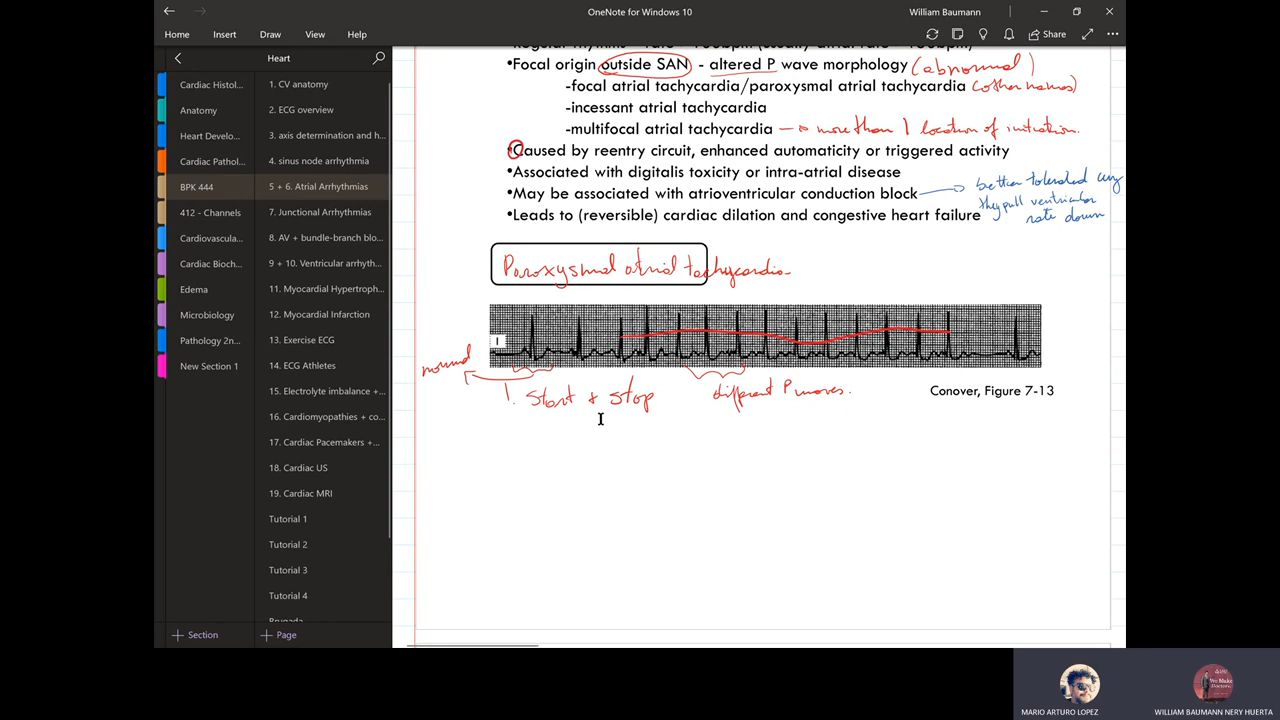 OneNote for Windows 10
William Baumann
Home Insert Draw View Help
Share
Heart
Cardiac Histol...
Anatomy
Heart Develo...
Cardiac Pathol...
BPK 444
412 - Channels
Cardiovascula...
Cardiac Bioch...
Edema
Microbiology
Pathology 2n...
New Section 1
1. CV anatomy
2. ECG overview
3. axis determination and h...
4. sinus node arrhythmia
5 + 6. Atrial Arrhythmias
7. Junctional Arrhythmias
8. AV + bundle-branch blo...
9 + 10. Ventricular arryth...
11. Myocardial Hypertroph...
12. Myocardial Infarction
13. Exercise ECG
14. ECG Athletes
15. Electrolyte imbalance +...
16. Cardiomyopathies + co...
17. Cardiac Pacemakers +...
18. Cardiac US
19. Cardiac MRI
Tutorial 1
Tutorial 2
Tutorial 3
Tutorial 4
Brugada
+ Section
+ Page
•Focal origin outside SAN - altered P wave morphology (abnormal)
-focal atrial tachycardia/paroxysmal atrial tachycardia (other names)
-incessant atrial tachycardia
-multifocal atrial tachycardia → more than 1 location of initiation.
•Caused by reentry circuit, enhanced automaticity or triggered activity
•Associated with digitalis toxicity or intra-atrial disease
•May be associated with atrioventricular conduction block → better tolerated
they pull ventricular
rate down
•Leads to (reversible) cardiac dilation and congestive heart failure
Paroxysmal atrial tachycardia
I
normal
1. Start + stop
different P moves.
Conover, Figure 7-13
MARIO ARTURO LOPEZ
WILLIAM BAUMANN NERY HUERTA